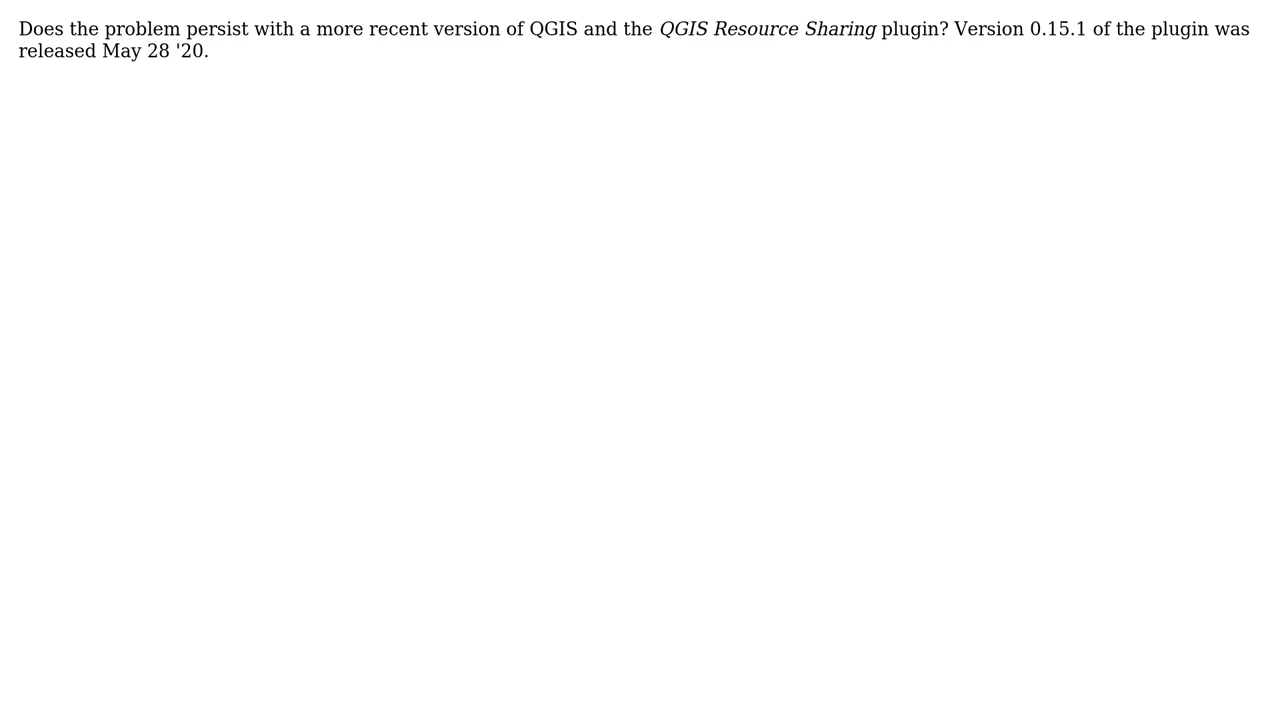 Does the problem persist with a more recent version of QGIS and the QGIS Resource Sharing plugin? Version 0.15.1 of the plugin was
released May 28 '20.